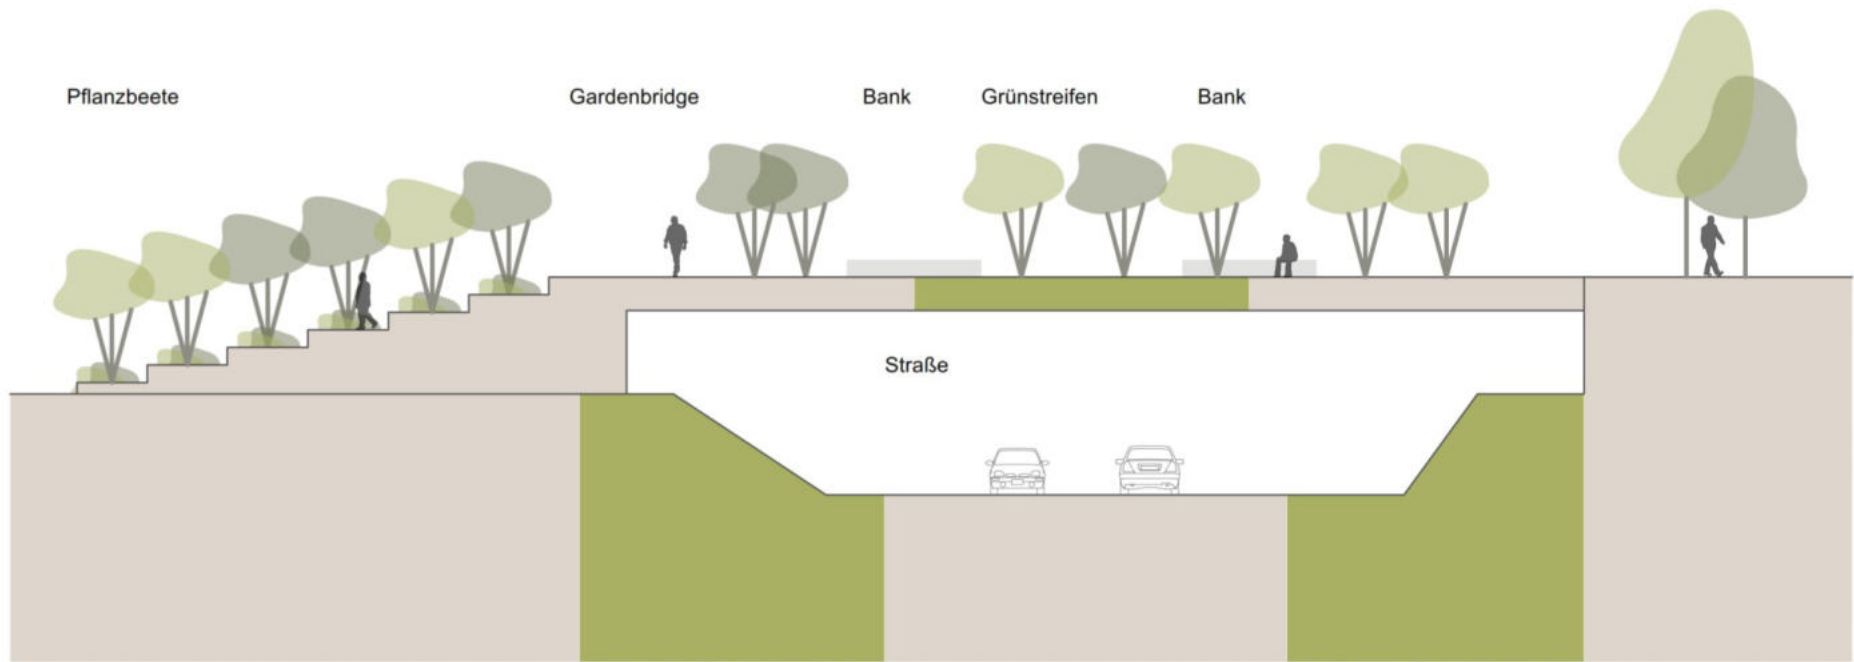 Pflanzbeete
Gardenbridge
Bank
Grünstreifen
Bank
Straße